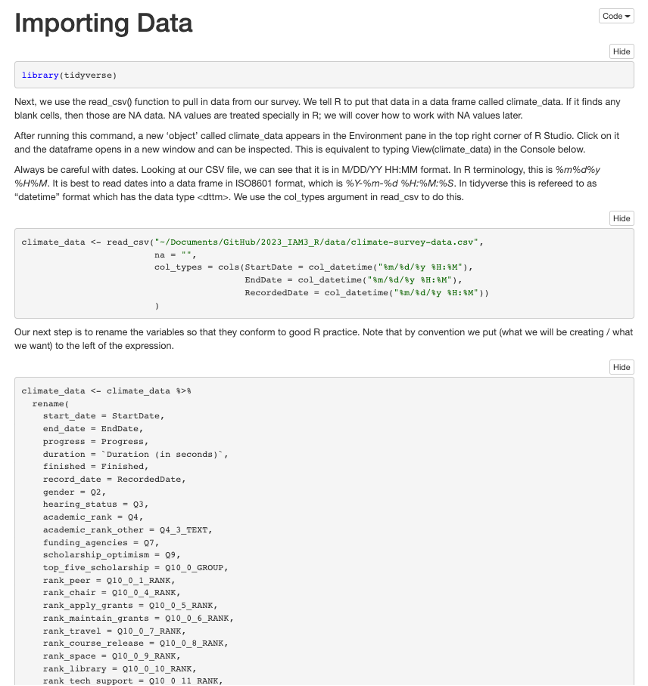 Importing Data
Code
Hide
library(tidyverse)
Next, we use the read_csv() function to pull in data from our survey. We tell R to put that data in a data frame called climate_data. If it finds any
blank cells, then those are NA data. NA values are treated specially in R; we will cover how to work with NA values later.
After running this command, a new 'object' called climate_data appears in the Environment pane in the top right corner of R Studio. Click on it
and the dataframe opens in a new window and can be inspected. This is equivalent to typing View(climate_data) in the Console below.
Always be careful with dates. Looking at our CSV file, we can see that it is in M/DD/YY HH:MM format. In R terminology, this is %m%d%y
%H%M. It is best to read dates into a data frame in ISO8601 format, which is %Y-%m-%d %H:%M:%S. In tidyverse this is refereed to as
"datetime" format which has the data type <dttm>. We use the col_types argument in read_csv to do this.
Hide
climate_data <- read_csv("~/Documents/GitHub/2023_IAM3_R/data/climate-survey-data.csv",
na = "",
col_types = cols(StartDate = col_datetime("%m/%d/%y %H:%M"),
EndDate = col_datetime("%m/%d/%y %H:%M"),
RecordedDate = col_datetime("%m/%d/%y %H:%M"))
)
Our next step is to rename the variables so that they conform to good R practice. Note that by convention we put (what we will be creating / what
we want) to the left of the expression.
Hide
climate_data <- climate_data %>%
rename(
start_date = StartDate,
end_date = EndDate,
progress = Progress,
duration = `Duration (in seconds)`,
finished = Finished,
record_date = RecordedDate,
gender = Q2,
hearing_status = Q3,
academic_rank = Q4,
academic_rank_other = Q4_3_TEXT,
funding_agencies = Q7,
scholarship_optimism = Q9,
top_five_scholarship = Q10_0_GROUP,
rank_peer = Q10_0_1_RANK,
rank_chair = Q10_0_4_RANK,
rank_apply_grants = Q10_0_5_RANK,
rank_maintain_grants = Q10_0_6_RANK,
rank_travel = Q10_0_7_RANK,
rank_course_release = Q10_0_8_RANK,
rank_space = Q10_0_9_RANK,
rank_library = Q10_0_10_RANK,
rank_tech_support = Q10_0_11_RANK,